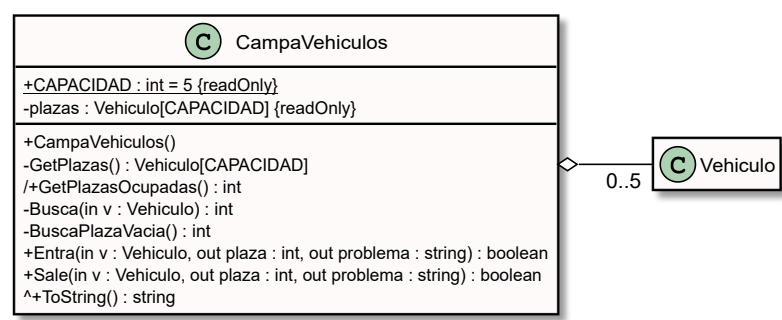 C CampaVehiculos
+CAPACIDAD : int = 5 {readOnly}
-plazas : Vehiculo[CAPACIDAD] {readOnly}
+CampaVehiculos()
-GetPlazas() : Vehiculo[CAPACIDAD]
/+GetPlazasOcupadas() : int
-Busca(in v : Vehiculo) : int
-BuscaPlazaVacia() : int
+Entra(in v : Vehiculo, out plaza : int, out problema : string) : boolean
+Sale(in v : Vehiculo, out plaza : int, out problema : string) : boolean
^+ToString() : string
0..5
C Vehiculo